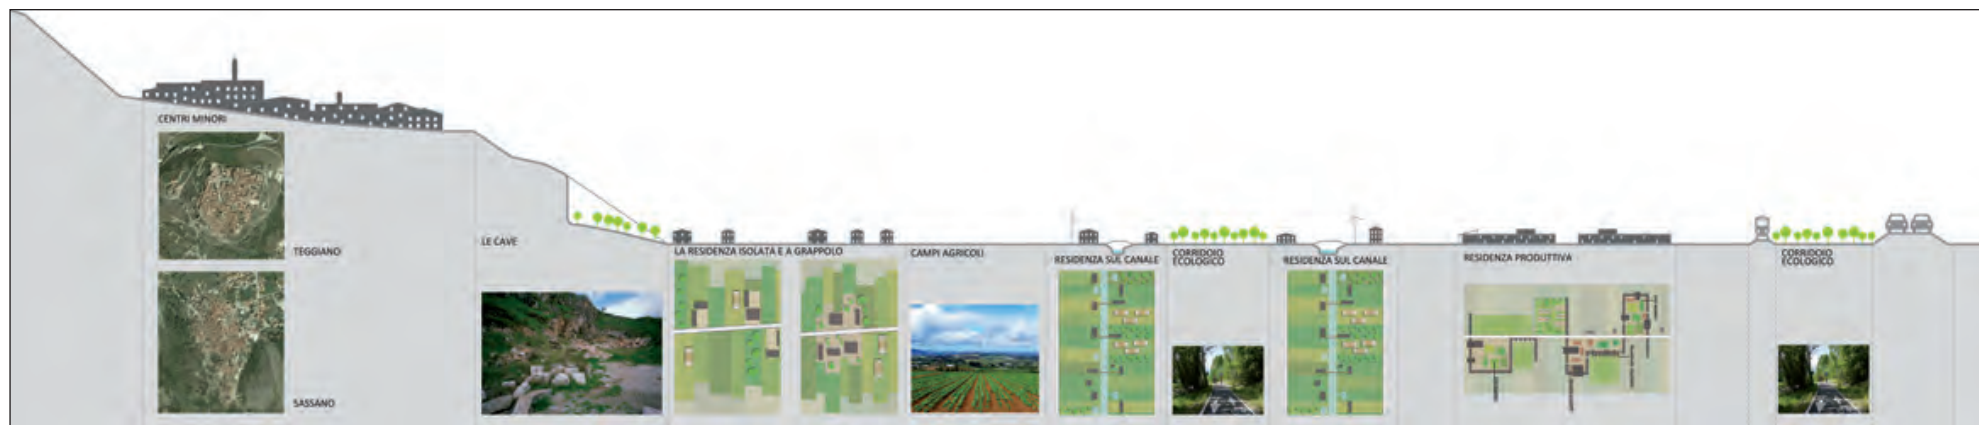 CENTRI MINORI
TEGGIANO
SASSANO
LE CAVE
LA RESIDENZA ISOLATA E A GRAPPOLO
CAMPI AGRICOLI
RESIDENZA SUL CANALE
CORRIDOIO
ECOLOGICO
RESIDENZA SUL CANALE
RESIDENZA PRODUTTIVA
CORRIDOIO
ECOLOGICO